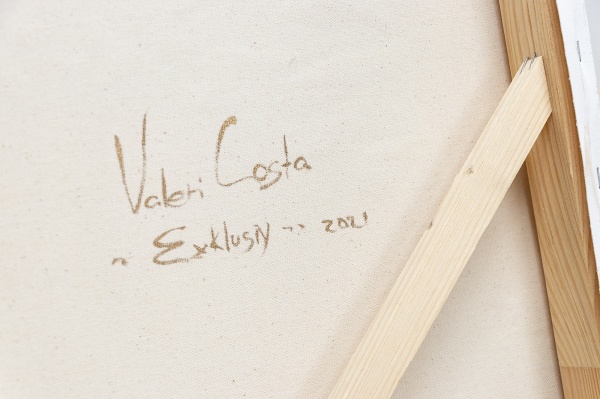 Valeri Costa
"Exklusiv" 2021